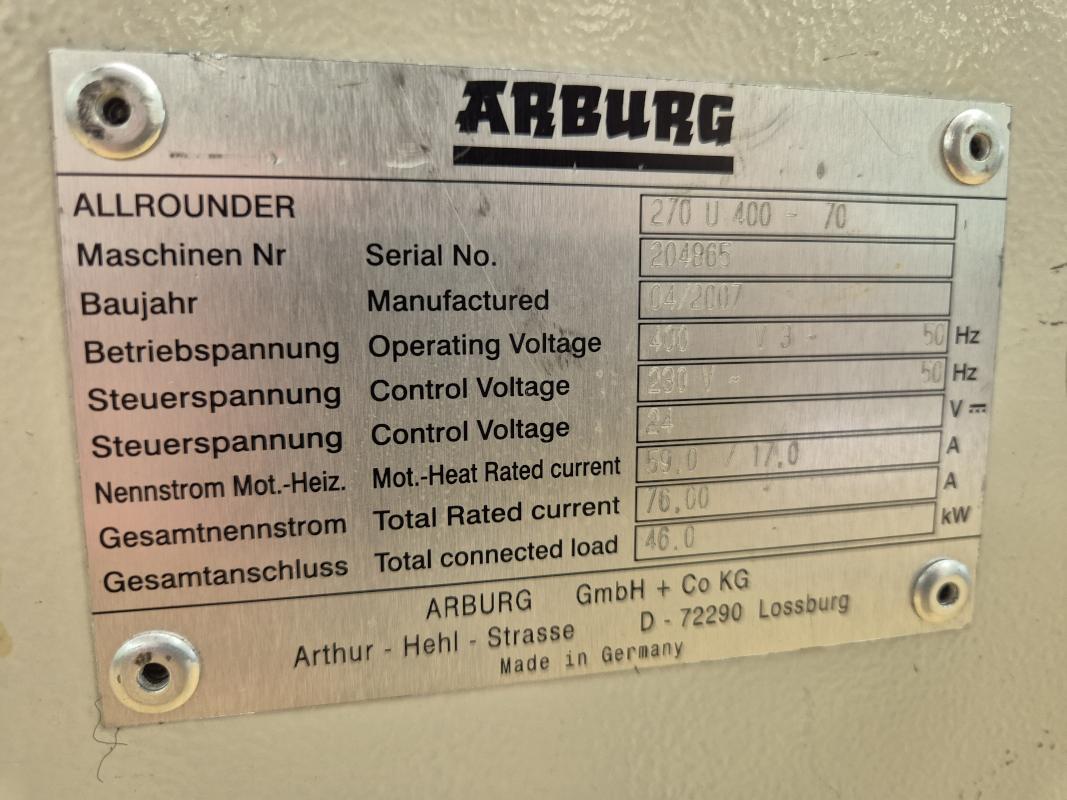 ARBURG
ALLROUNDER 270 U 400 - 70
Maschinen Nr Serial No. 204865
Baujahr Manufactured 04/2007
Betriebspannung Operating Voltage 400 V 3 ~ 50 Hz
Steuerspannung Control Voltage 230 V ~ 50 Hz
Steuerspannung Control Voltage 24 V ⎓
Nennstrom Mot.-Heiz. Mot.-Heat Rated current 59,0 / 17,0 A
Gesamtnennstrom Total Rated current 76,00 A
Gesamtanschluss Total connected load 46,0 kW
ARBURG GmbH + Co KG
Arthur - Hehl - Strasse D - 72290 Lossburg
Made in Germany